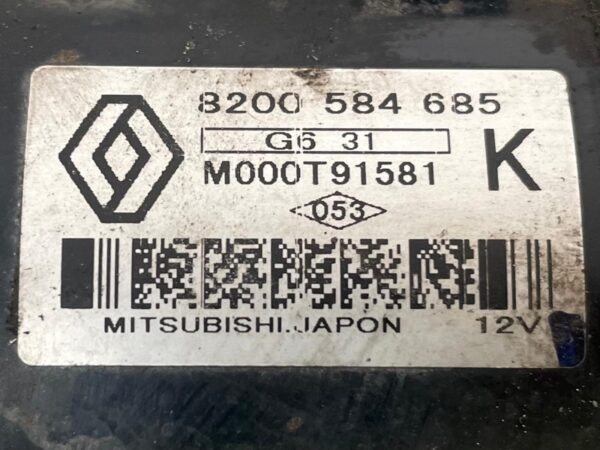 8200 584 685
G6 31
M000T91581 K
053
MITSUBISHI.JAPON 12V